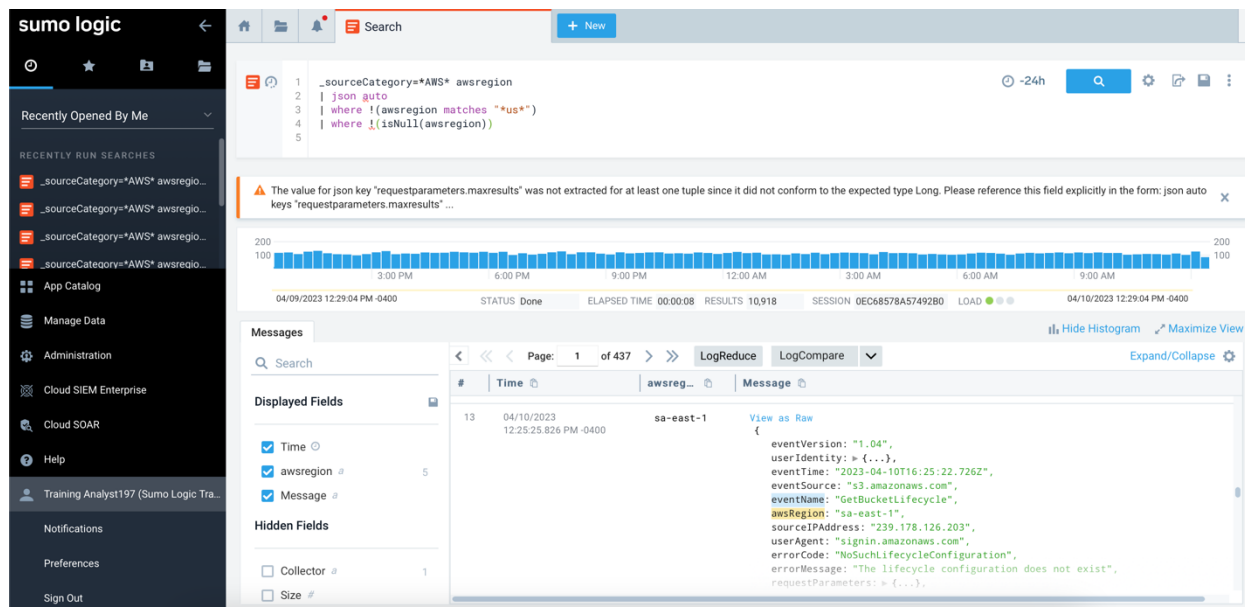 sumo logic
Search
+ New
Recently Opened By Me
RECENTLY RUN SEARCHES
_sourceCategory=*AWS* awsregio...
_sourceCategory=*AWS* awsregio...
_sourceCategory=*AWS* awsregio...
_sourceCategory=*AWS* awsregio...
App Catalog
Manage Data
Administration
Cloud SIEM Enterprise
Cloud SOAR
Help
Training Analyst197 (Sumo Logic Tra...
Notifications
Preferences
Sign Out
1 _sourceCategory=*AWS* awsregion
2 | json auto
3 | where !(awsregion matches "*us*")
4 | where !(isNull(awsregion))
5
-24h
The value for json key "requestparameters.maxresults" was not extracted for at least one tuple since it did not conform to the expected type Long. Please reference this field explicitly in the form: json auto
keys "requestparameters.maxresults" ...
200 200
100 100
3:00 PM 6:00 PM 9:00 PM 12:00 AM 3:00 AM 6:00 AM 9:00 AM
04/09/2023 12:29:04 PM -0400 STATUS Done ELAPSED TIME 00:00:08 RESULTS 10,918 SESSION 0EC68578A57492B0 LOAD 04/10/2023 12:29:04 PM -0400
Messages
Hide Histogram Maximize View
Search
Page: 1 of 437 LogReduce LogCompare Expand/Collapse
Displayed Fields
Time
awsregion a 5
Message a
Hidden Fields
Collector a 1
Size #
# Time awsreg... Message
13 04/10/2023 sa-east-1 View as Raw
12:25:25.826 PM -0400 {
eventVersion: "1.04",
userIdentity: {...},
eventTime: "2023-04-10T16:25:22.726Z",
eventSource: "s3.amazonaws.com",
eventName: "GetBucketLifecycle",
awsRegion: "sa-east-1",
sourceIPAddress: "239.178.126.203",
userAgent: "signin.amazonaws.com",
errorCode: "NoSuchLifecycleConfiguration",
errorMessage: "The lifecycle configuration does not exist",
requestParameters: {...},